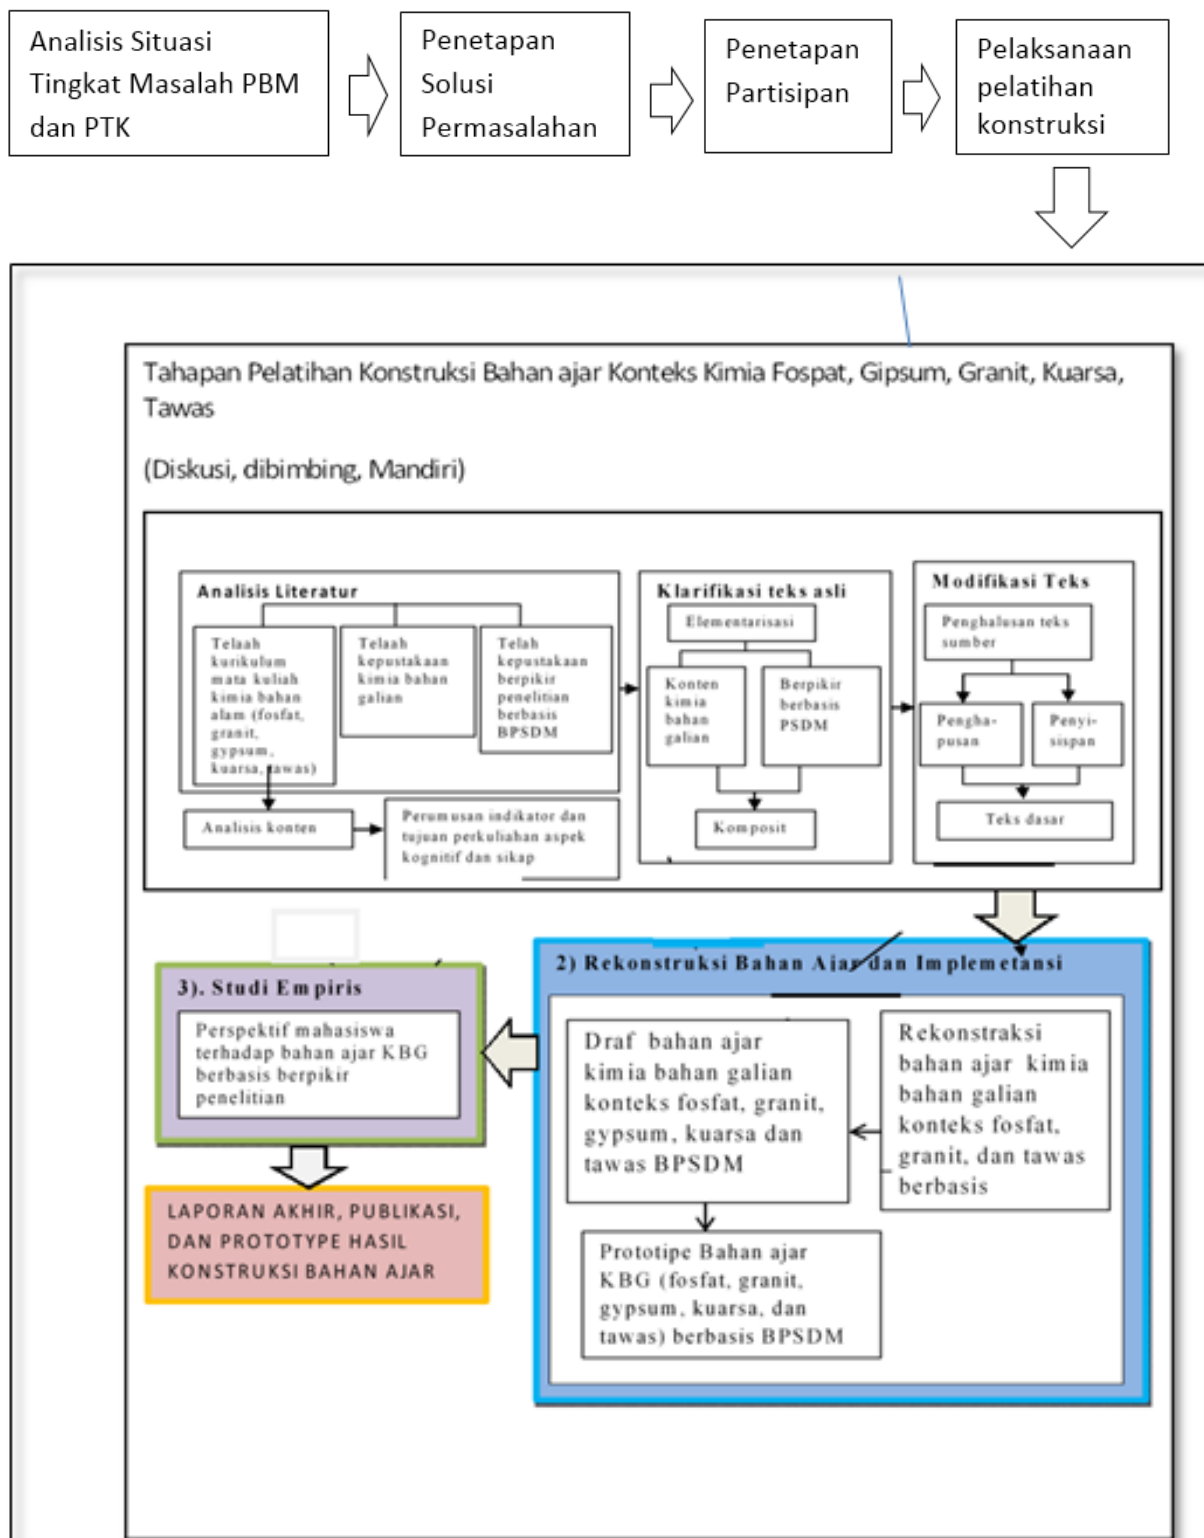 Analisis Situasi
Tingkat Masalah PBM
dan PTK
Penetapan
Solusi
Permasalahan
Penetapan
Partisipan
Pelaksanaan
pelatihan
konstruksi
Tahapan Pelatihan Konstruksi Bahan ajar Konteks Kimia Fospat, Gipsum, Granit, Kuarsa,
Tawas
(Diskusi, dibimbing, Mandiri)
Analisis Literatur
Telaah
kurikulum
mata kuliah
kimia bahan
alam (fosfat,
granit,
gypsum,
kuarsa, tawas)
Telaah
kepustakaan
kimia bahan
galian
Telah
kepustakaan
berpikir
penelitian
berbasis
BPSDM
Analisis konten
Perumusan indikator dan
tujuan perkuliahan aspek
kognitif dan sikap
Klarifikasi teks asli
Elementarisasi
Konten
kimia
bahan
galian
Berpikir
berbasis
PSDM
Komposit
Modifikasi Teks
Penghalusan teks
sumber
Pengha-
pusan
Penyi-
sispan
Teks dasar
2) Rekonstruksi Bahan Ajar dan Implemetansi
Rekonstraksi
bahan ajar kimia
bahan galian
konteks fosfat,
granit, dan tawas
berbasis
Draf bahan ajar
kimia bahan galian
konteks fosfat, granit,
gypsum, kuarsa dan
tawas BPSDM
Prototipe Bahan ajar
KBG (fosfat, granit,
gypsum, kuarsa, dan
tawas) berbasis BPSDM
3). Studi Empiris
Perspektif mahasiswa
terhadap bahan ajar KBG
berbasis berpikir
penelitian
LAPORAN AKHIR, PUBLIKASI,
DAN PROTOTYPE HASIL
KONSTRUKSI BAHAN AJAR